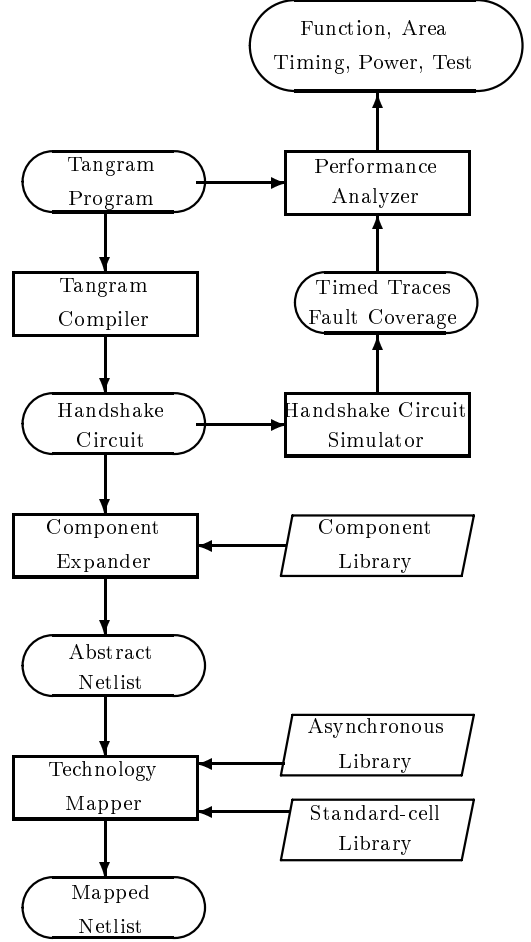 Function, Area
Timing, Power, Test
Tangram
Program
Performance
Analyzer
Tangram
Compiler
Timed Traces
Fault Coverage
Handshake
Circuit
Handshake Circuit
Simulator
Component
Expander
Component
Library
Abstract
Netlist
Asynchronous
Library
Technology
Mapper
Standard-cell
Library
Mapped
Netlist